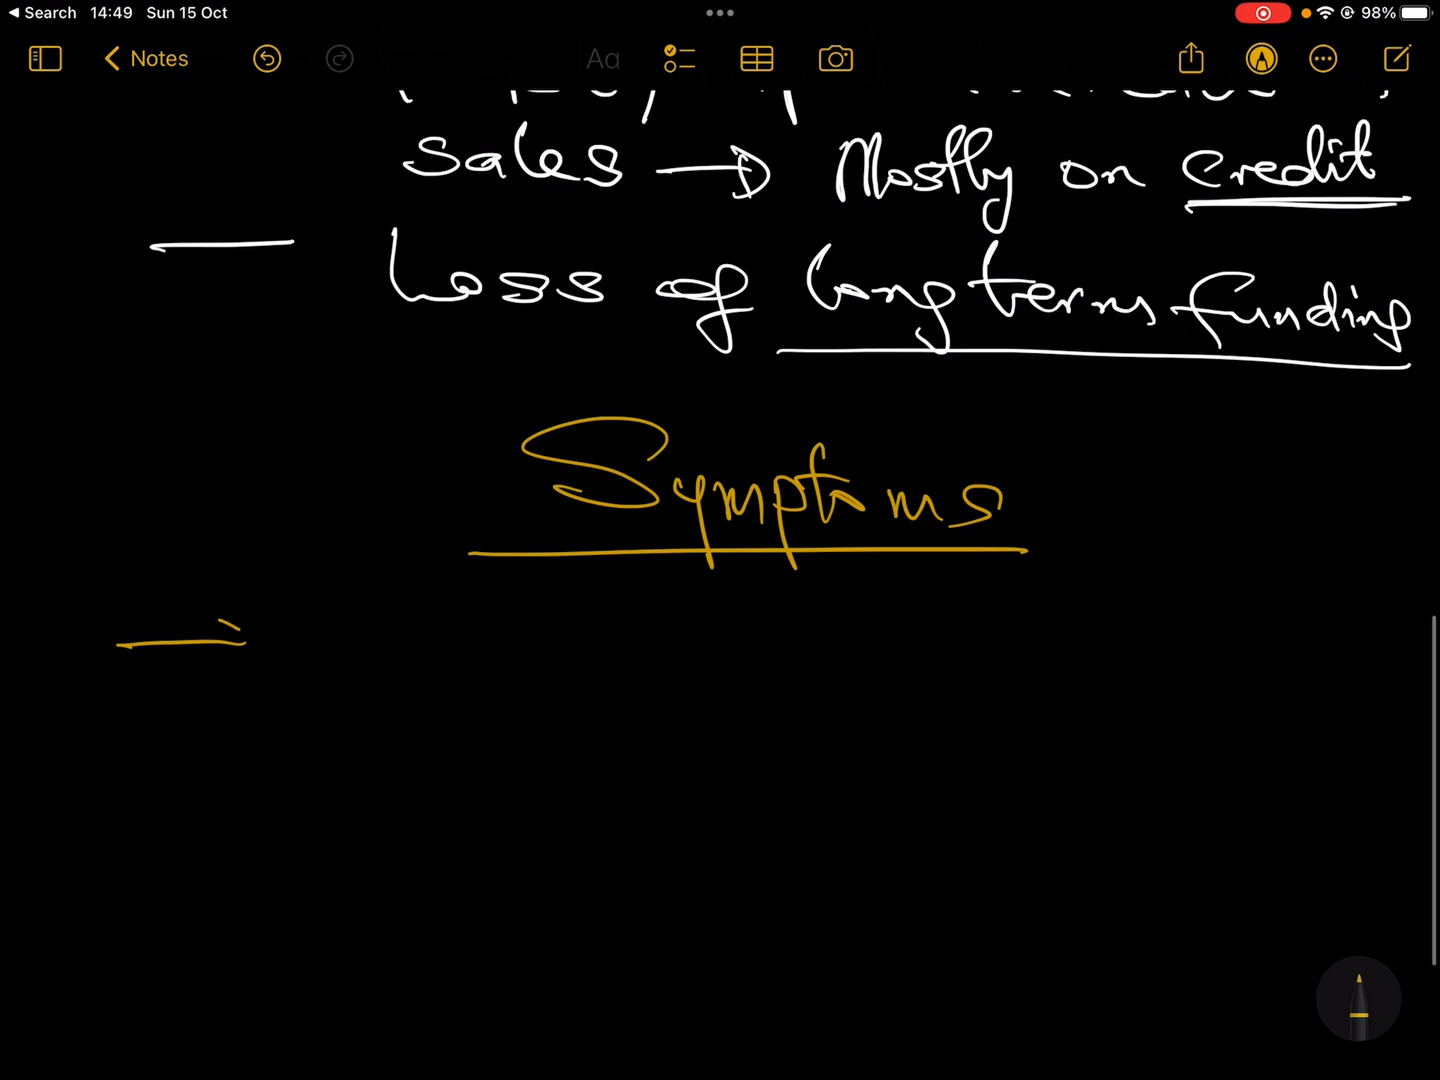 Search 14:49 Sun 15 Oct 98%
Notes Aa
sales → Mostly on credit
— Loss of long term funding
Symptoms